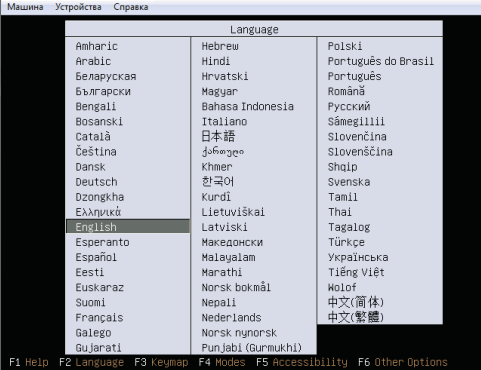 Машина Устройства Справка
Language
Amharic
Arabic
Беларуская
Български
Bengali
Bosanski
Català
Čeština
Dansk
Deutsch
Dzongkha
Ελληνικά
English
Esperanto
Español
Eesti
Euskaraz
Suomi
Français
Galego
Gujarati
Hebrew
Hindi
Hrvatski
Magyar
Bahasa Indonesia
Italiano
日本語
ქართული
Khmer
한국어
Kurdî
Lietuviškai
Latviski
Македонски
Malayalam
Marathi
Norsk bokmål
Nepali
Nederlands
Norsk nynorsk
Punjabi (Gurmukhi)
Polski
Português do Brasil
Português
Română
Русский
Sámegillii
Slovenčina
Slovenščina
Shqip
Svenska
Tamil
Thai
Tagalog
Türkçe
Українська
Tiếng Việt
Wolof
中文(简体)
中文(繁體)
F1 Help F2 Language F3 Keymap F4 Modes F5 Accessibility F6 Other Options